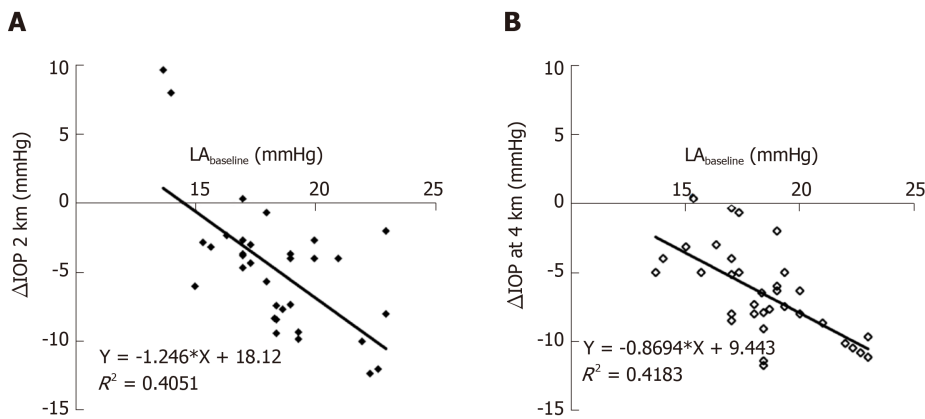 A
10
5
0
-5
-10
-15
ΔIOP 2 km (mmHg)
LAbaseline (mmHg)
15 20 25
Y = -1.246*X + 18.12
R2 = 0.4051
B
10
5
0
-5
-10
-15
ΔIOP at 4 km (mmHg)
LAbaseline (mmHg)
15 20 25
Y = -0.8694*X + 9.443
R2 = 0.4183